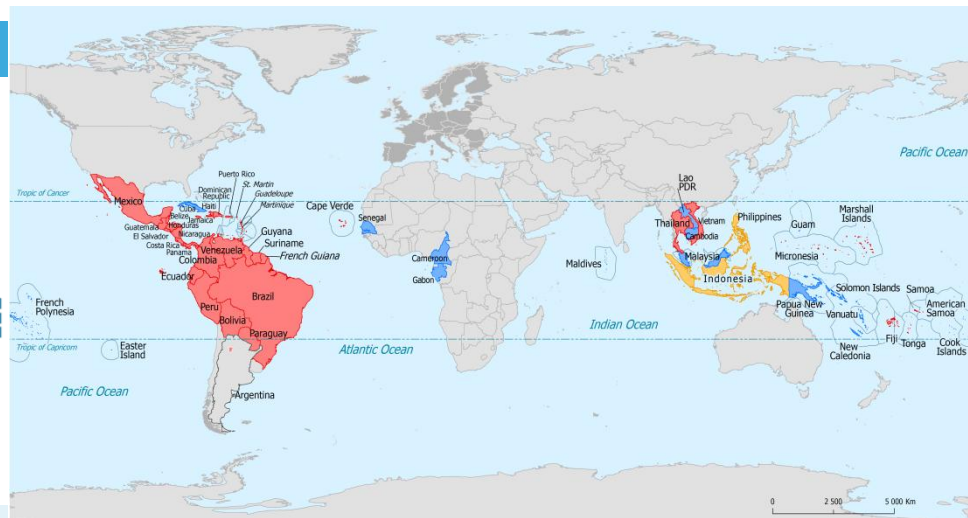 Pacific Ocean
Tropic of Cancer
Mexico
Cuba
Dominican
Republic
Haiti
Puerto Rico
St. Martin
Guadeloupe
Martinique
Belize
Jamaica
Guatemala
Honduras
El Salvador
Nicaragua
Costa Rica
Panama
Venezuela
Colombia
Guyana
Suriname
French Guiana
Ecuador
Brazil
Peru
Bolivia
Paraguay
Argentina
Cape Verde
Senegal
Cameroon
Gabon
Maldives
Lao
PDR
Thailand
Vietnam
Cambodia
Malaysia
Philippines
Indonesia
Guam
Marshall
Islands
Micronesia
Papua New
Guinea
Solomon Islands
Vanuatu
Samoa
American
Samoa
New
Caledonia
Fiji
Tonga
Cook
Islands
French
Polynesia
Tropic of Capricorn
Easter
Island
Atlantic Ocean
Indian Ocean
Pacific Ocean
0 2 500 5 000 Km